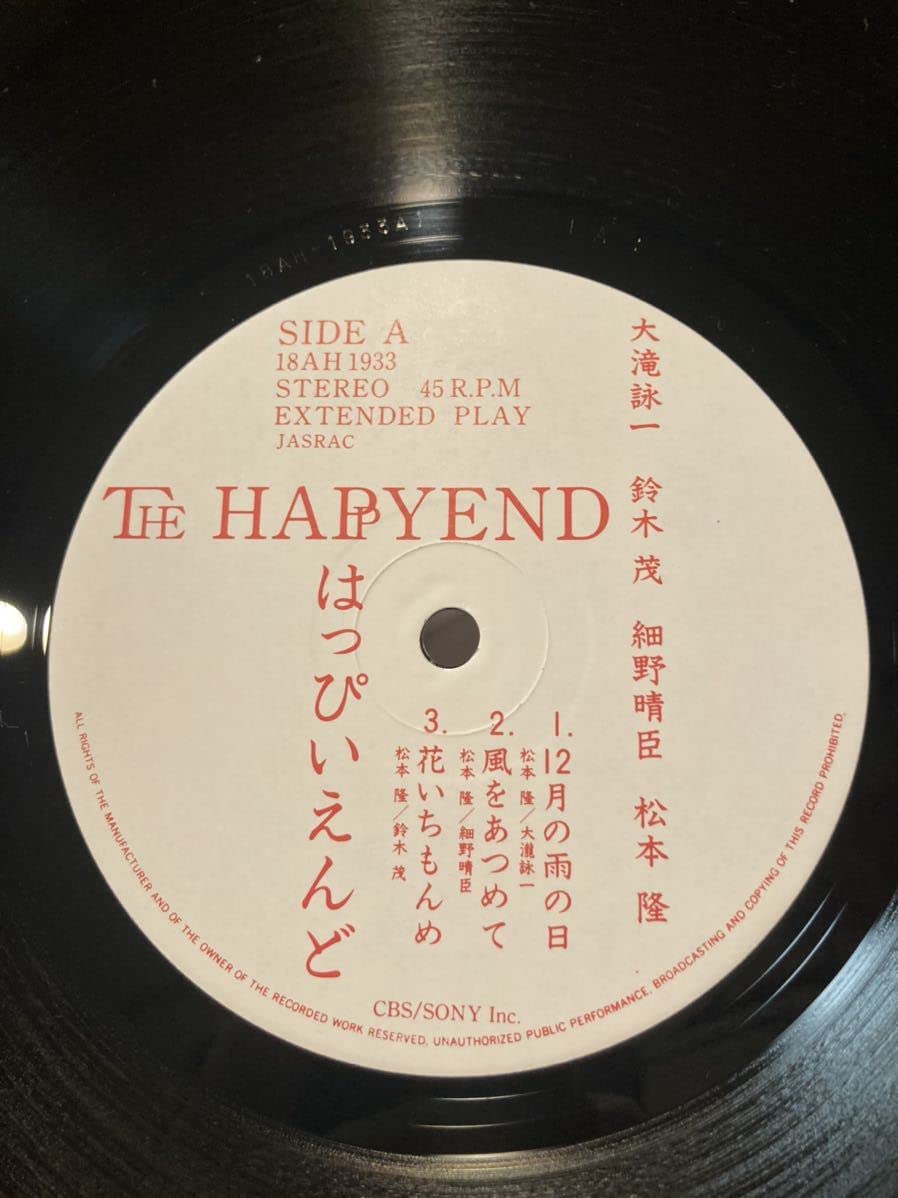 18AH-1933A1
1 A 1
SIDE A
18AH 1933
STEREO 45 R.P.M
EXTENDED PLAY
JASRAC
THE HAPPYEND
はっぴいえんど
大滝詠一 鈴木 茂 細野晴臣 松本 隆
1. 12月の雨の日
松本 隆/大瀧詠一
2. 風をあつめて
松本 隆/細野晴臣
3. 花いちもんめ
松本 隆/鈴木 茂
CBS/SONY Inc.
ALL RIGHTS OF THE MANUFACTURER AND OF THE OWNER OF THE RECORDED WORK RESERVED. UNAUTHORIZED PUBLIC PERFORMANCE, BROADCASTING AND COPYING OF THIS RECORD PROHIBITED.